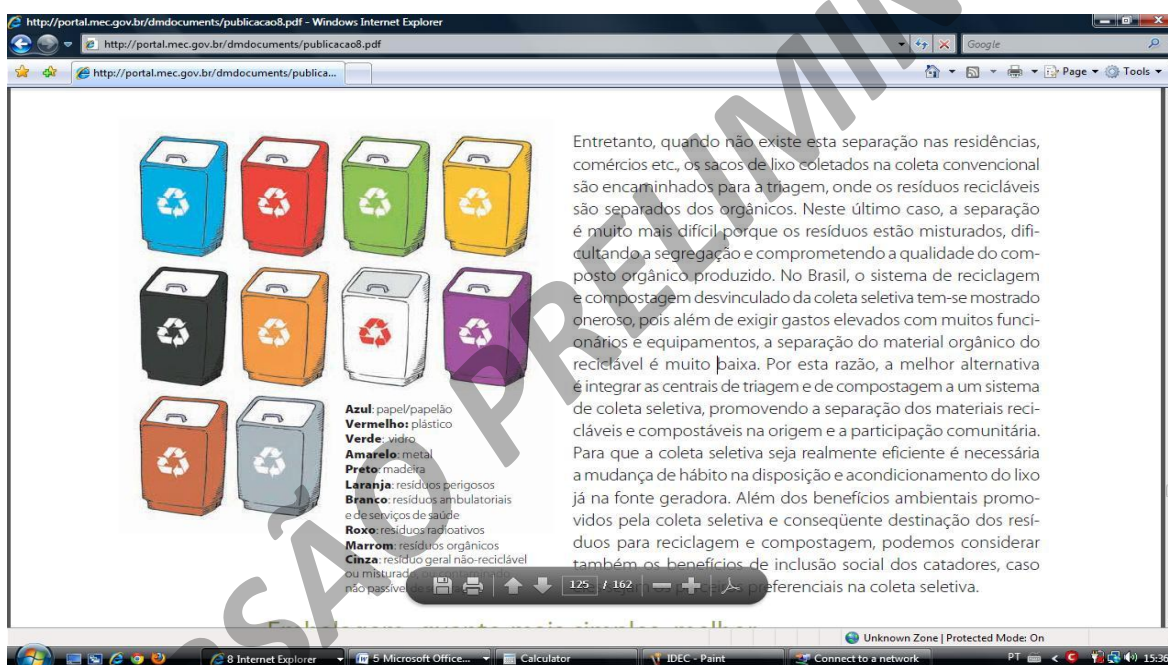 http://portal.mec.gov.br/dmdocuments/publicacao8.pdf - Windows Internet Explorer
http://portal.mec.gov.br/dmdocuments/publicacao8.pdf
Google
http://portal.mec.gov.br/dmdocuments/publica...
Page
Tools
Azul: papel/papelão
Vermelho: plástico
Verde: vidro
Amarelo: metal
Preto: madeira
Laranja: resíduos perigosos
Branco: resíduos ambulatoriais
e de serviços de saúde
Roxo: resíduos radioativos
Marrom: resíduos orgânicos
Cinza: resíduo geral não-reciclável
ou misturado, ou contaminado
não passível de
Entretanto, quando não existe esta separação nas residências,
comércios etc., os sacos de lixo coletados na coleta convencional
são encaminhados para a triagem, onde os resíduos recicláveis
são separados dos orgânicos. Neste último caso, a separação
é muito mais difícil porque os resíduos estão misturados, difi-
cultando a segregação e comprometendo a qualidade do com-
posto orgânico produzido. No Brasil, o sistema de reciclagem
e compostagem desvinculado da coleta seletiva tem-se mostrado
oneroso, pois além de exigir gastos elevados com muitos funci-
onários e equipamentos, a separação do material orgânico do
reciclável é muito baixa. Por esta razão, a melhor alternativa
é integrar as centrais de triagem e de compostagem a um sistema
de coleta seletiva, promovendo a separação dos materiais reci-
cláveis e compostáveis na origem e a participação comunitária.
Para que a coleta seletiva seja realmente eficiente é necessária
a mudança de hábito na disposição e acondicionamento do lixo
já na fonte geradora. Além dos benefícios ambientais promo-
vidos pela coleta seletiva e conseqüente destinação dos resí-
duos para reciclagem e compostagem, podemos considerar
também os benefícios de inclusão social dos catadores, caso
preferenciais na coleta seletiva.
125 / 162
VERSÃO PRELIMIN
Unknown Zone | Protected Mode: On
8 Internet Explorer
5 Microsoft Office...
Calculator
IDEC - Paint
Connect to a network
PT
15:36